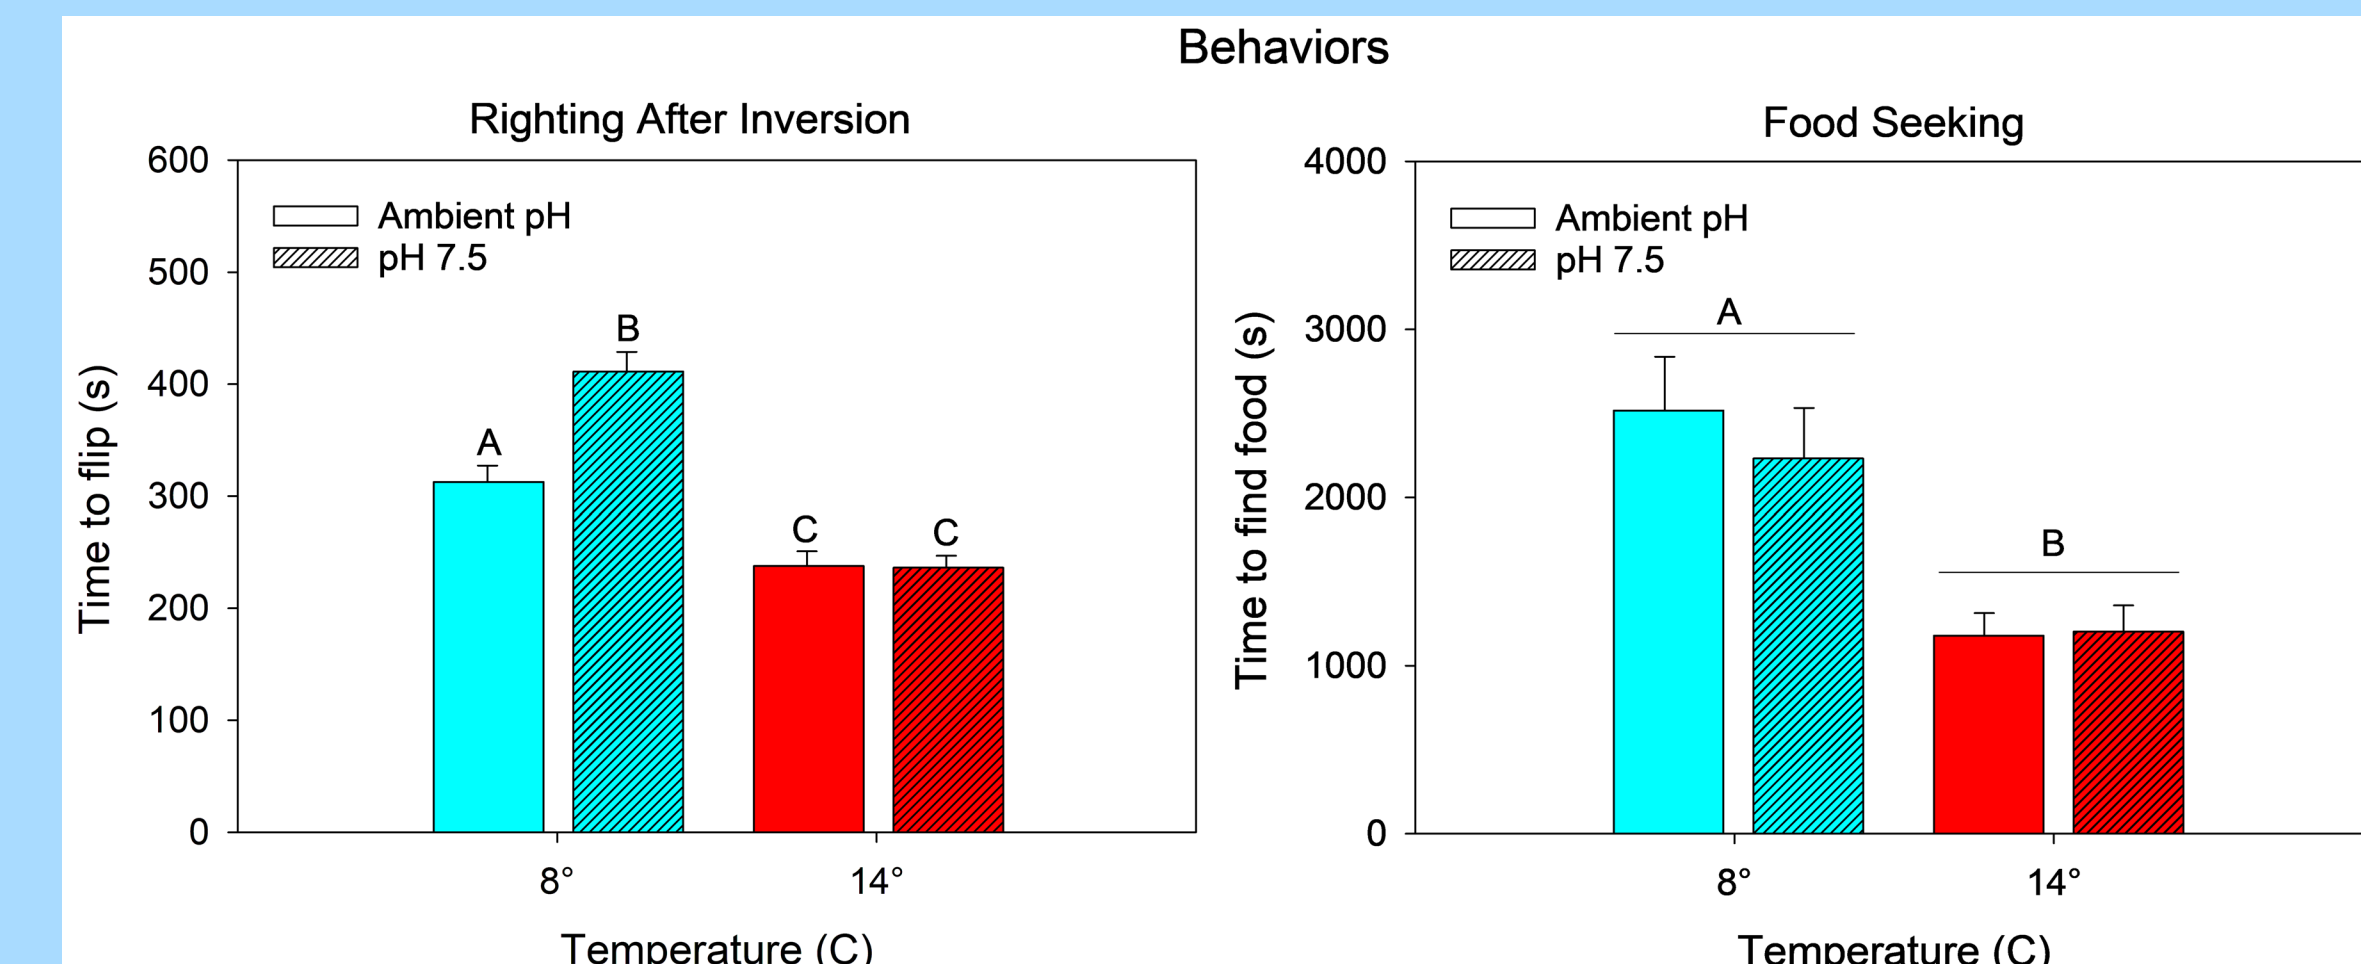 Behaviors
Righting After Inversion
600
500
400
300
200
100
0
Time to flip (s)
Ambient pH
pH 7.5
A
B
C
C
8°
14°
Temperature (C)
Food Seeking
4000
3000
2000
1000
0
Time to find food (s)
Ambient pH
pH 7.5
A
B
8°
14°
Temperature (C)